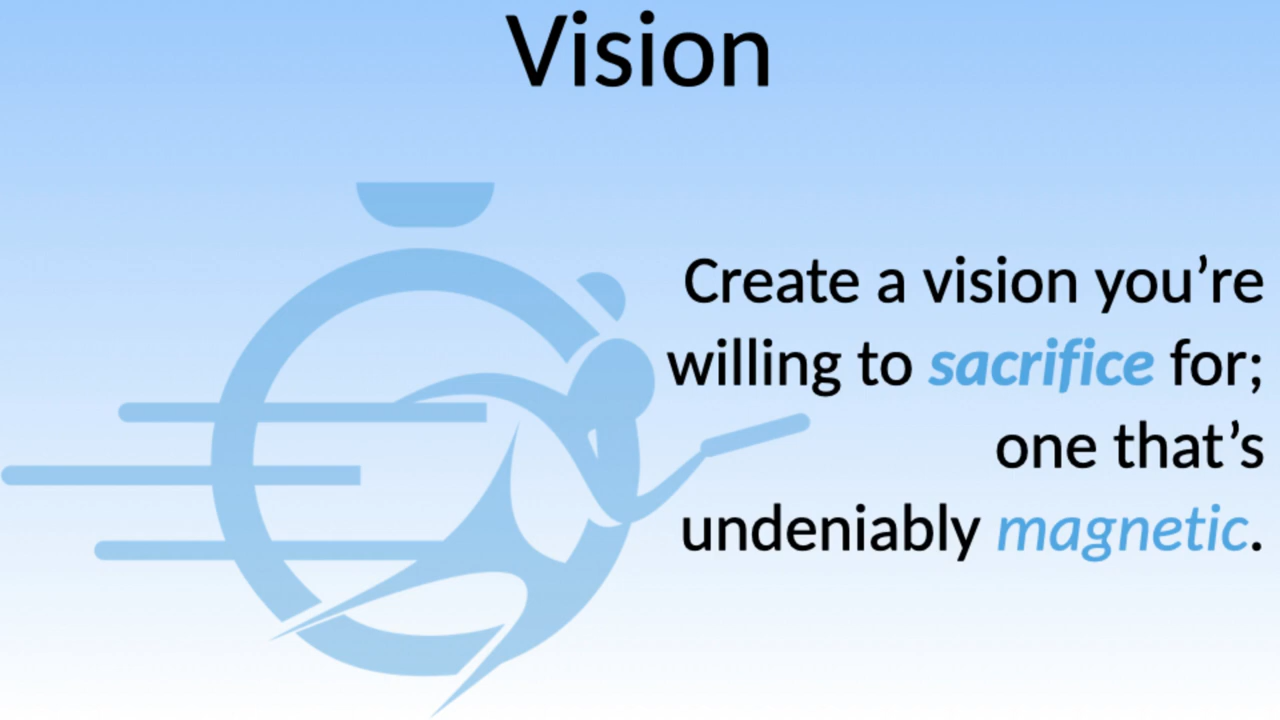 Vision
Create a vision you’re
willing to sacrifice for;
one that’s
undeniably magnetic.